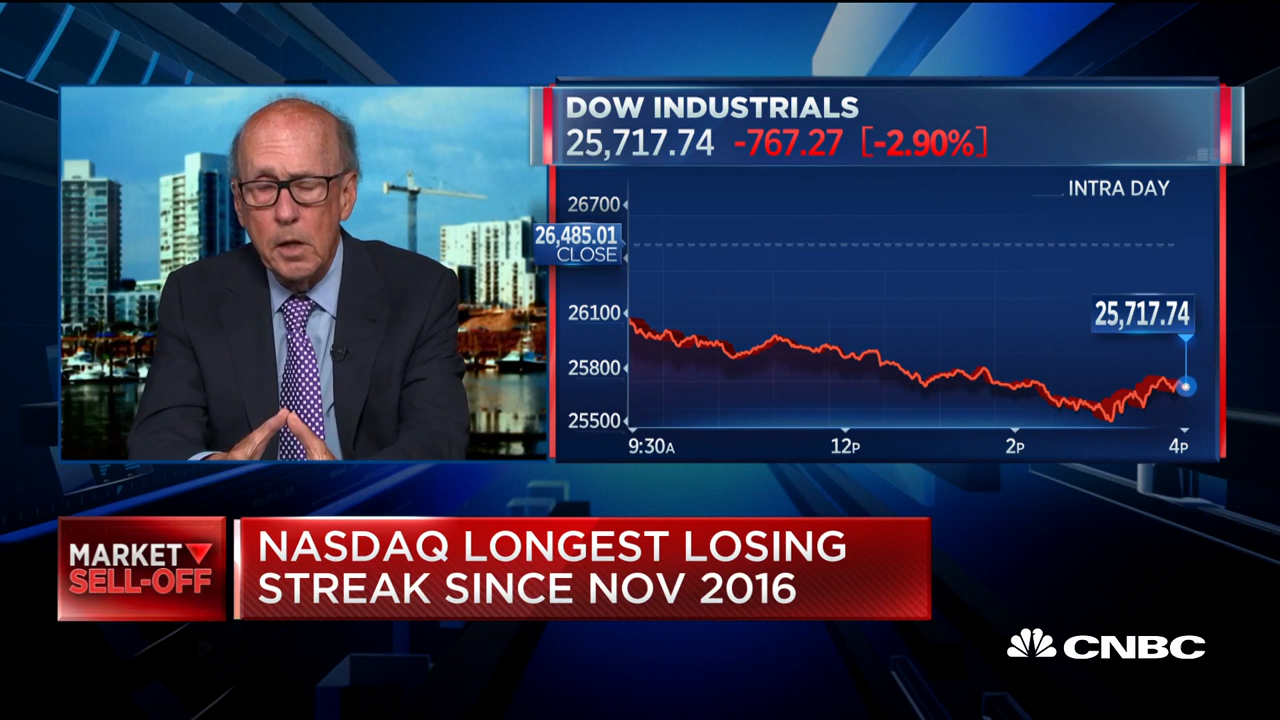 DOW INDUSTRIALS
25,717.74 -767.27 [-2.90%]
INTRA DAY
26700
26,485.01
CLOSE
26100
25,717.74
25800
25500
9:30A 12P 2P 4P
MARKET
SELL-OFF
NASDAQ LONGEST LOSING
STREAK SINCE NOV 2016
CNBC